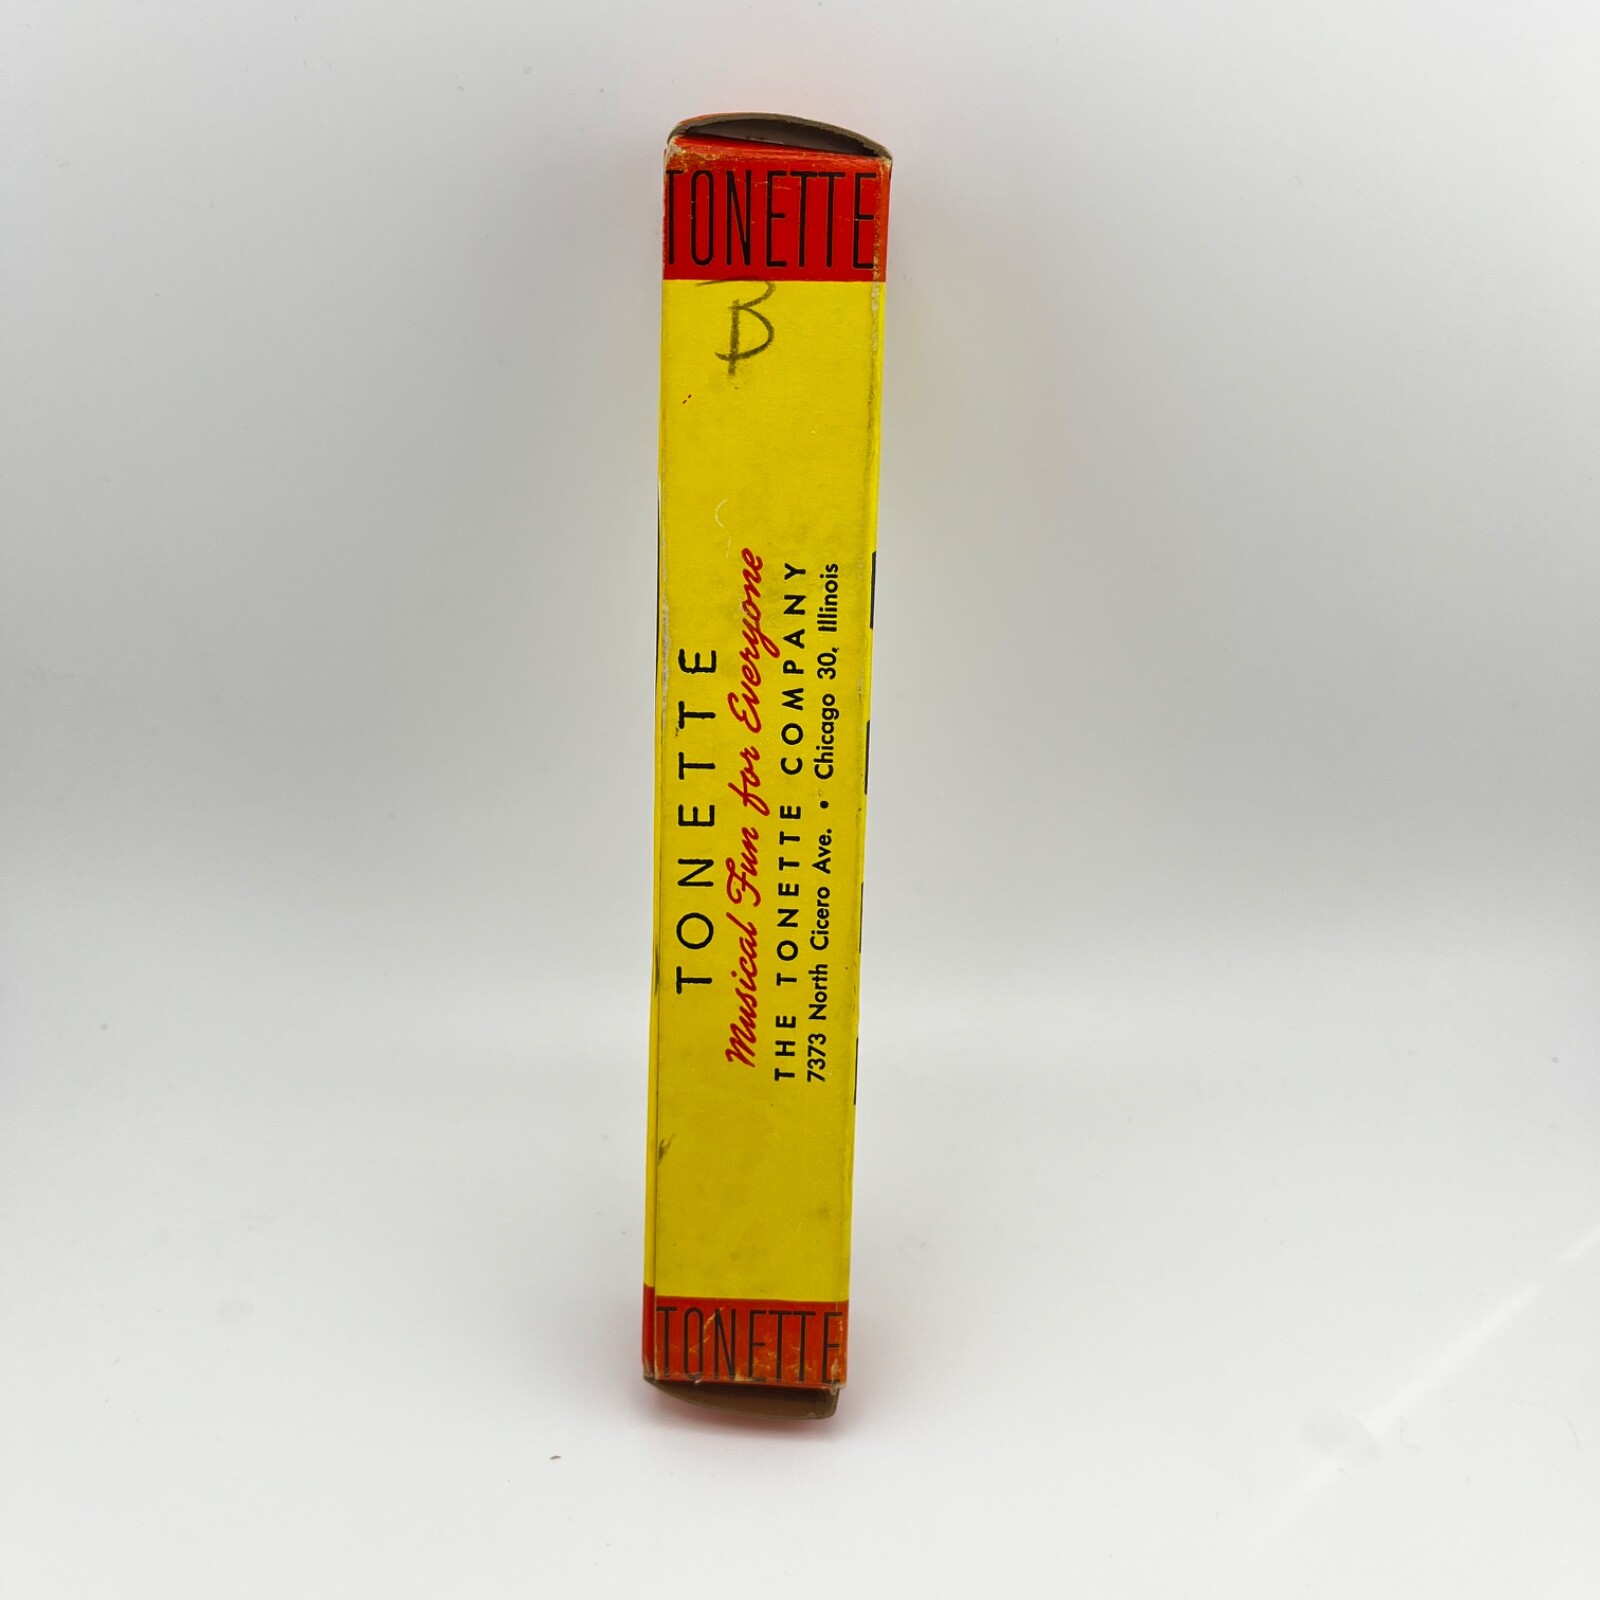 TONETTE
B
TONETTE
Musical Fun for Everyone
THE TONETTE COMPANY
7373 North Cicero Ave. • Chicago 30, Illinois
TONETTE